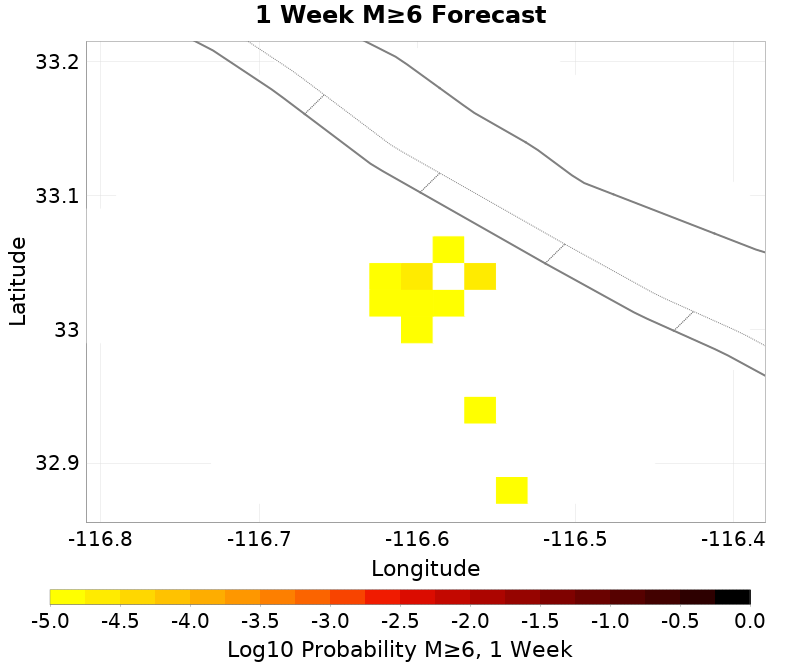 1 Week M≥6 Forecast
33.2
33.1
33
32.9
Latitude
-116.8 -116.7 -116.6 -116.5 -116.4
Longitude
-5.0 -4.5 -4.0 -3.5 -3.0 -2.5 -2.0 -1.5 -1.0 -0.5 0.0
Log10 Probability M≥6, 1 Week